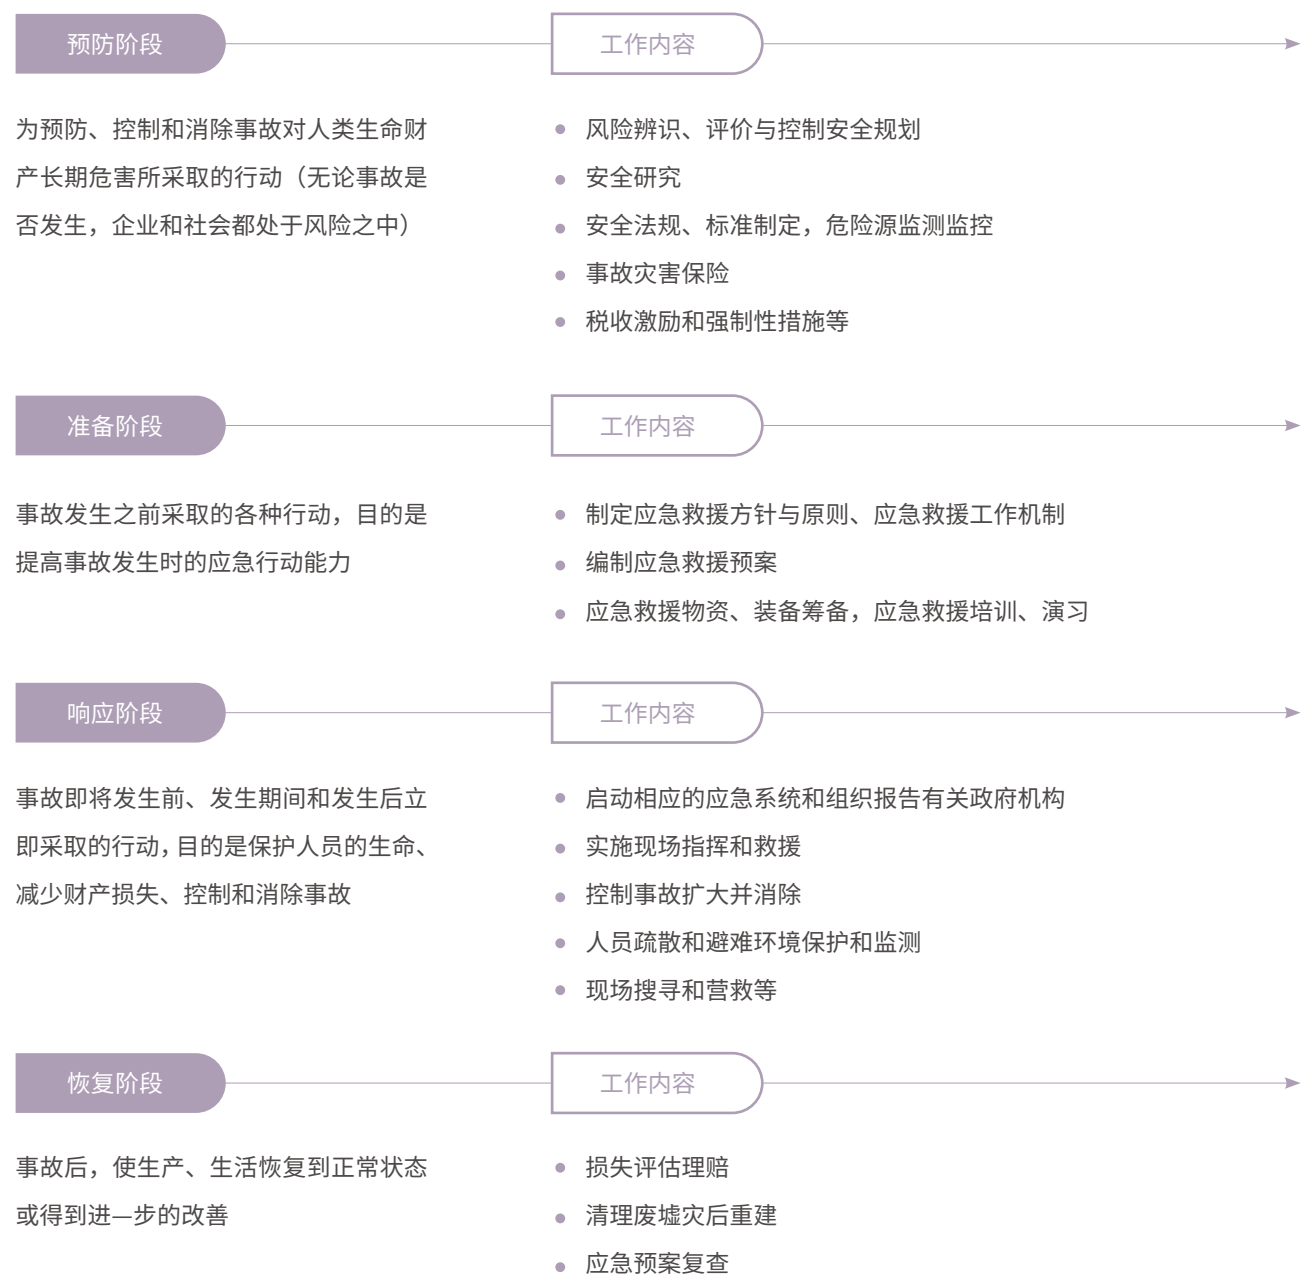 预防阶段
工作内容
为预防、控制和消除事故对人类生命财
产长期危害所采取的行动（无论事故是
否发生，企业和社会都处于风险之中）
风险辨识、评价与控制安全规划
安全研究
安全法规、标准制定，危险源监测监控
事故灾害保险
税收激励和强制性措施等
准备阶段
工作内容
事故发生之前采取的各种行动，目的是
提高事故发生时的应急行动能力
制定应急救援方针与原则、应急救援工作机制
编制应急救援预案
应急救援物资、装备筹备，应急救援培训、演习
响应阶段
工作内容
事故即将发生前、发生期间和发生后立
即采取的行动，目的是保护人员的生命、
减少财产损失、控制和消除事故
启动相应的应急系统和组织报告有关政府机构
实施现场指挥和救援
控制事故扩大并消除
人员疏散和避难环境保护和监测
现场搜寻和营救等
恢复阶段
工作内容
事故后，使生产、生活恢复到正常状态
或得到进—步的改善
损失评估理赔
清理废墟灾后重建
应急预案复查